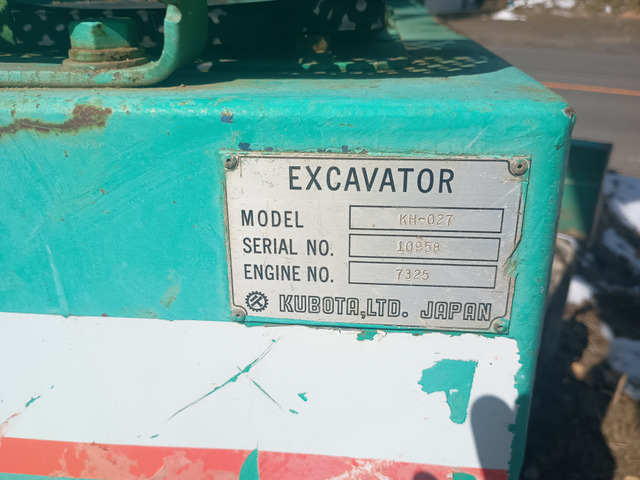 EXCAVATOR
MODEL KH-027
SERIAL NO. 10958
ENGINE NO. 7325
KUBOTA,LTD. JAPAN